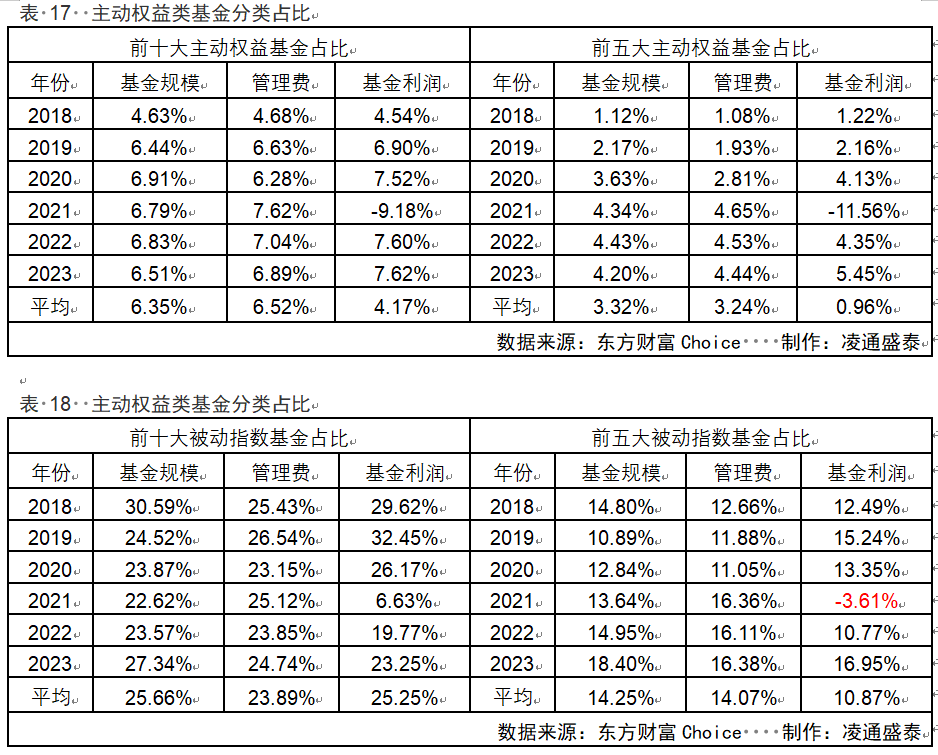 表 17  主动权益类基金分类占比
前十大主动权益基金占比 前五大主动权益基金占比
年份 基金规模 管理费 基金利润 年份 基金规模 管理费 基金利润
2018 4.63% 4.68% 4.54% 2018 1.12% 1.08% 1.22%
2019 6.44% 6.63% 6.90% 2019 2.17% 1.93% 2.16%
2020 6.91% 6.28% 7.52% 2020 3.63% 2.81% 4.13%
2021 6.79% 7.62% -9.18% 2021 4.34% 4.65% -11.56%
2022 6.83% 7.04% 7.60% 2022 4.43% 4.53% 4.35%
2023 6.51% 6.89% 7.62% 2023 4.20% 4.44% 5.45%
平均 6.35% 6.52% 4.17% 平均 3.32% 3.24% 0.96%
数据来源：东方财富 Choice    制作：凌通盛泰
表 18  主动权益类基金分类占比
前十大被动指数基金占比 前五大被动指数基金占比
年份 基金规模 管理费 基金利润 年份 基金规模 管理费 基金利润
2018 30.59% 25.43% 29.62% 2018 14.80% 12.66% 12.49%
2019 24.52% 26.54% 32.45% 2019 10.89% 11.88% 15.24%
2020 23.87% 23.15% 26.17% 2020 12.84% 11.05% 13.35%
2021 22.62% 25.12% 6.63% 2021 13.64% 16.36% -3.61%
2022 23.57% 23.85% 19.77% 2022 14.95% 16.11% 10.77%
2023 27.34% 24.74% 23.25% 2023 18.40% 16.38% 16.95%
平均 25.66% 23.89% 25.25% 平均 14.25% 14.07% 10.87%
数据来源：东方财富 Choice    制作：凌通盛泰